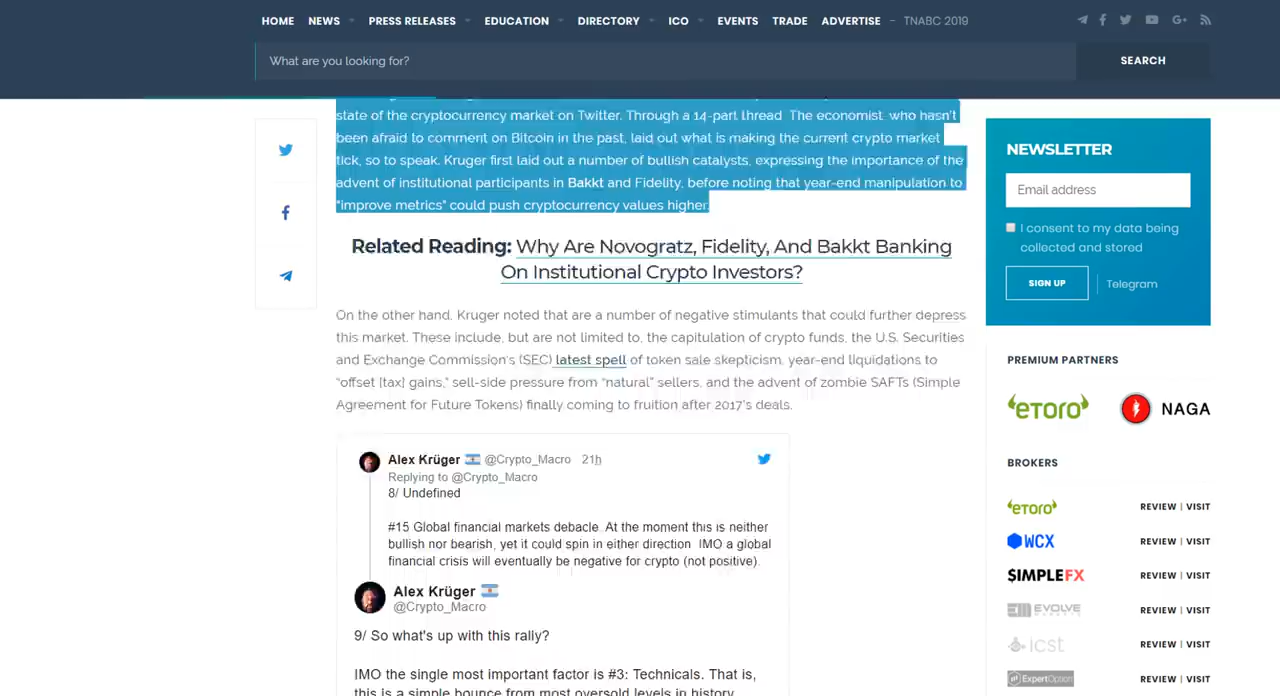 HOME NEWS PRESS RELEASES EDUCATION DIRECTORY ICO EVENTS TRADE ADVERTISE – TNABC 2019
What are you looking for? SEARCH
state of the cryptocurrency market on Twitter. Through a 14-part thread. The economist, who hasn't
been afraid to comment on Bitcoin in the past, laid out what is making the current crypto market
tick, so to speak. Kruger first laid out a number of bullish catalysts, expressing the importance of the
advent of institutional participants in Bakkt and Fidelity, before noting that year-end manipulation to
"improve metrics" could push cryptocurrency values higher.
Related Reading: Why Are Novogratz, Fidelity, And Bakkt Banking
On Institutional Crypto Investors?
On the other hand, Kruger noted that are a number of negative stimulants that could further depress
this market. These include, but are not limited to, the capitulation of crypto funds, the U.S. Securities
and Exchange Commission's (SEC) latest spell of token sale skepticism, year-end liquidations to
"offset [tax] gains," sell-side pressure from "natural" sellers, and the advent of zombie SAFTs (Simple
Agreement for Future Tokens) finally coming to fruition after 2017's deals.
Alex Krüger @Crypto_Macro 21h
Replying to @Crypto_Macro
8/ Undefined
#15 Global financial markets debacle. At the moment this is neither
bullish nor bearish, yet it could spin in either direction. IMO a global
financial crisis will eventually be negative for crypto (not positive).
Alex Krüger
@Crypto_Macro
9/ So what's up with this rally?
IMO the single most important factor is #3: Technicals. That is,
this is a simple bounce from most oversold levels in history
NEWSLETTER
Email address
I consent to my data being
collected and stored
SIGN UP Telegram
PREMIUM PARTNERS
eToro NAGA
BROKERS
eToro REVIEW | VISIT
WCX REVIEW | VISIT
$IMPLEFX REVIEW | VISIT
EVOLVE MARKETS REVIEW | VISIT
icst REVIEW | VISIT
ExpertOption REVIEW | VISIT